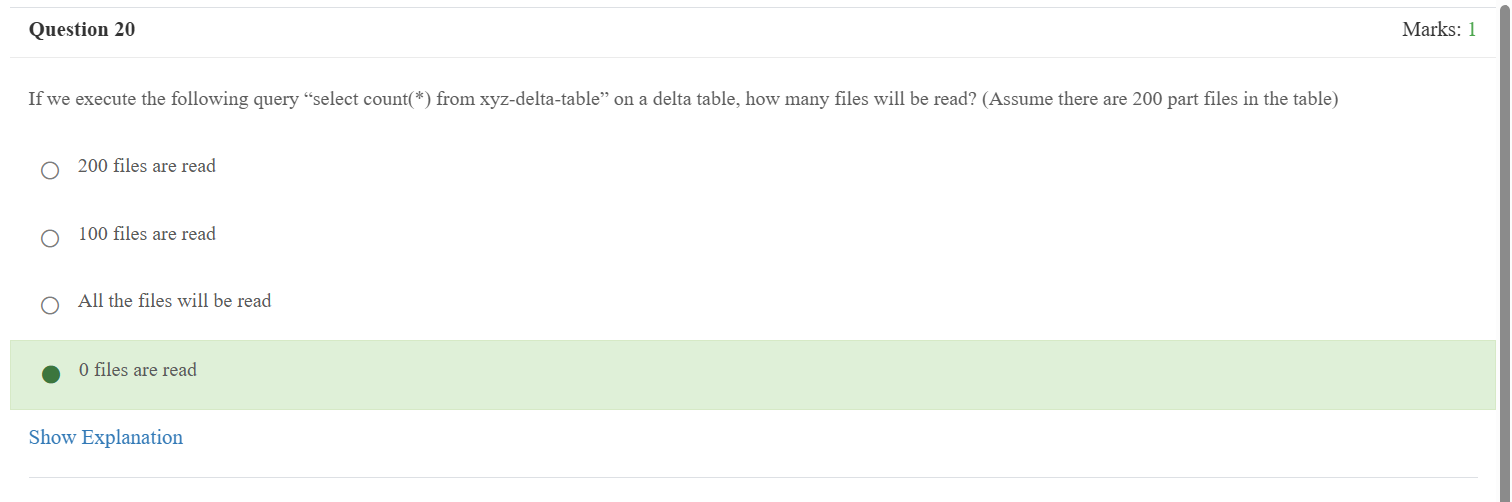 Question 20
Marks: 1
If we execute the following query “select count(*) from xyz-delta-table” on a delta table, how many files will be read? (Assume there are 200 part files in the table)
200 files are read
100 files are read
All the files will be read
0 files are read
Show Explanation